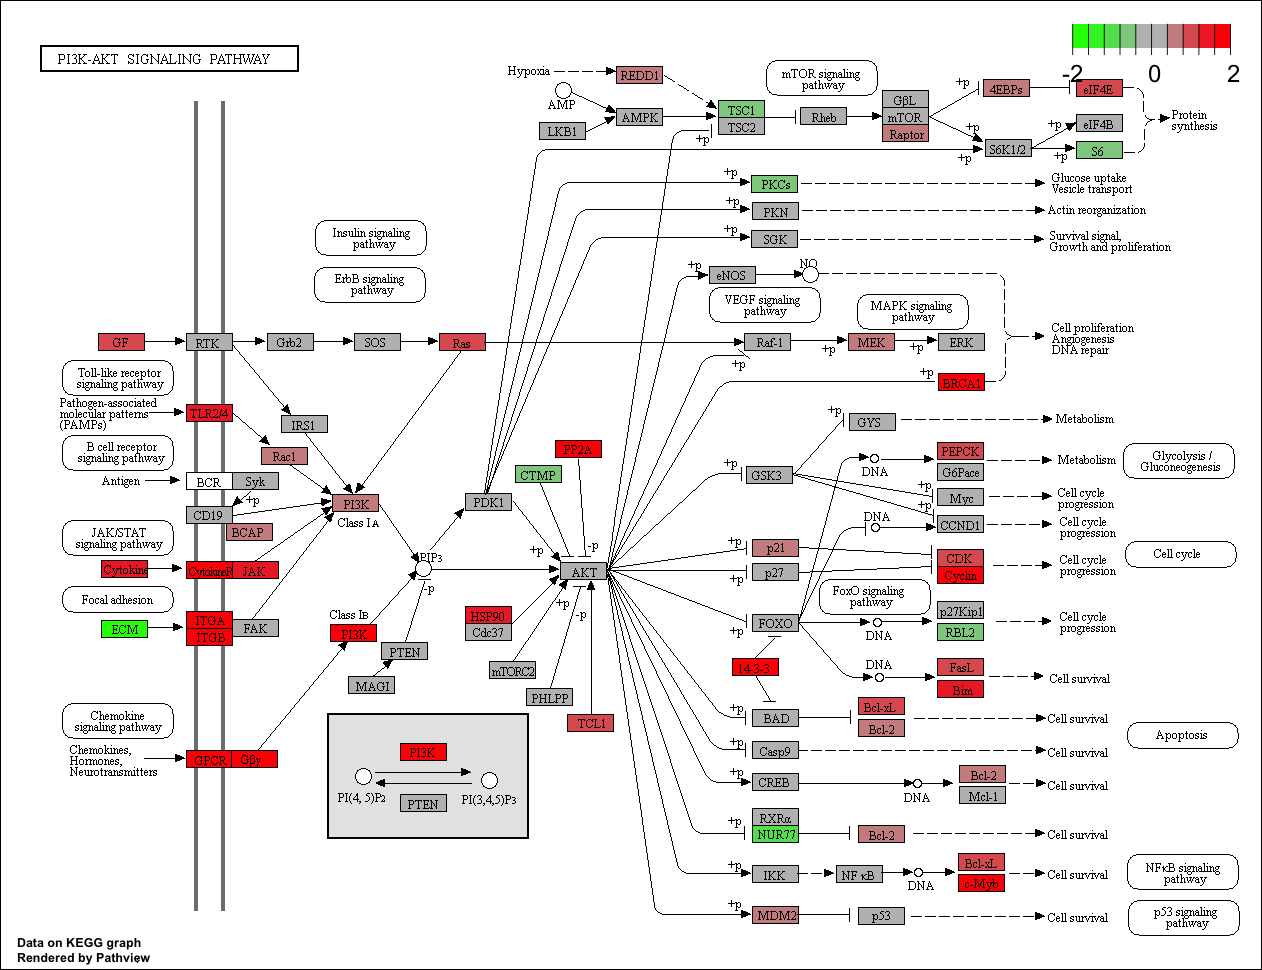 PI3K-AKT SIGNALING PATHWAY
-2 0 2
Hypoxia
REDD1
AMP
LKB1
AMPK
TSC1
TSC2
+p
mTOR signaling
pathway
Rheb
GβL
mTOR
Raptor
+p
4EBPs
eIF4E
+p
S6K1/2
+p
+p
eIF4B
+p
S6
Protein
synthesis
+p
PKCs
Glucose uptake
Vesicle transport
+p
PKN
Actin reorganization
+p
SGK
Survival signal,
Growth and proliferation
Insulin signaling
pathway
ErbB signaling
pathway
+p
eNOS
NO
VEGF signaling
pathway
MAPK signaling
pathway
GF
RTK
Grb2
SOS
Ras
Raf-1
+p
+p
MEK
+p
ERK
Cell proliferation
Angiogenesis
DNA repair
+p
BRCA1
Toll-like receptor
signaling pathway
Pathogen-associated
molecular patterns
(PAMPs)
TLR2/4
IRS1
Rac1
B cell receptor
signaling pathway
Antigen
BCR
Syk
+p
CD19
BCAP
PI3K
Class IA
PDK1
CTMP
PP2A
+p
-p
AKT
PIP3
-p
JAK/STAT
signaling pathway
Cytokine
CytokineR
JAK
Focal adhesion
ECM
ITGA
ITGB
FAK
Class IB
PI3K
PTEN
MAGI
HSP90
Cdc37
mTORC2
+p
-p
PHLPP
TCL1
Chemokine
signaling pathway
Chemokines,
Hormones,
Neurotransmitters
GPCR
Gβγ
PI3K
PI(4, 5)P2
PI(3,4,5)P3
PTEN
+p
GYS
Metabolism
+p
GSK3
DNA
PEPCK
G6Pace
Metabolism
Glycolysis /
Gluconeogenesis
+p
Myc
Cell cycle
progression
DNA
+p
CCND1
Cell cycle
progression
+p
p21
+p
p27
CDK
Cyclin
Cell cycle
progression
Cell cycle
FoxO signaling
pathway
+p
FOXO
DNA
p27Kip1
RBL2
Cell cycle
progression
14-3-3
DNA
FasL
Bim
Cell survival
+p
BAD
Bcl-xL
Bcl-2
Cell survival
Apoptosis
+p
Casp9
Cell survival
+p
CREB
DNA
Bcl-2
Mcl-1
Cell survival
+p
RXRα
NUR77
Bcl-2
Cell survival
+p
IKK
NFκB
DNA
Bcl-xL
c-Myb
Cell survival
NFκB signaling
pathway
+p
MDM2
p53
Cell survival
p53 signaling
pathway
Data on KEGG graph
Rendered by Pathview